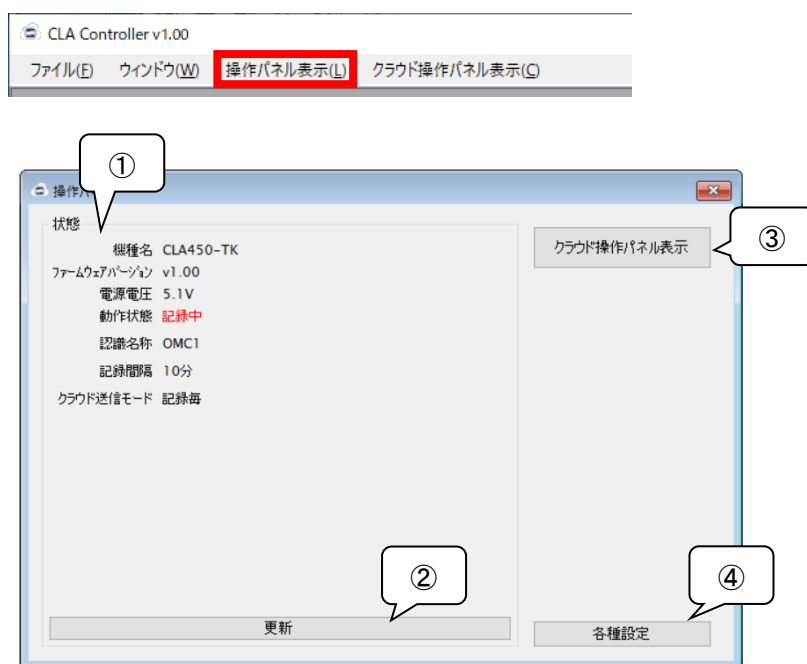 CLA Controller v1.00
ファイル(F) ウィンドウ(W) 操作パネル表示(L) クラウド操作パネル表示(C)
①
操作パ
状態
機種名 CLA450-TK
ファームウェアバージョン v1.00
電源電圧 5.1V
動作状態 記録中
認識名称 OMC1
記録間隔 10分
クラウド送信モード 記録毎
クラウド操作パネル表示
③
②
④
更新
各種設定